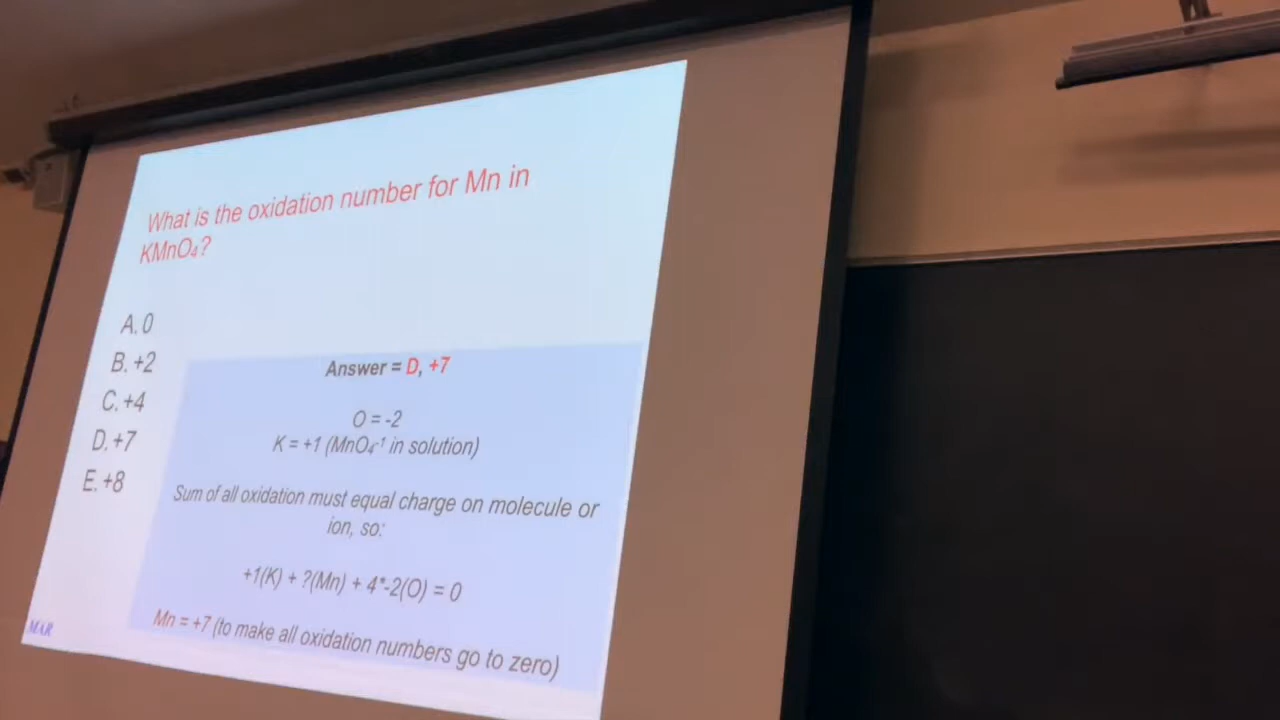 What is the oxidation number for Mn in
KMnO₄?
A. 0
B. +2
C. +4
D. +7
E. +8
Answer = D, +7
O = -2
K = +1 (MnO₄⁻¹ in solution)
Sum of all oxidation must equal charge on molecule or
ion, so:
+1(K) + ?(Mn) + 4*-2(O) = 0
Mn = +7 (to make all oxidation numbers go to zero)
MAR